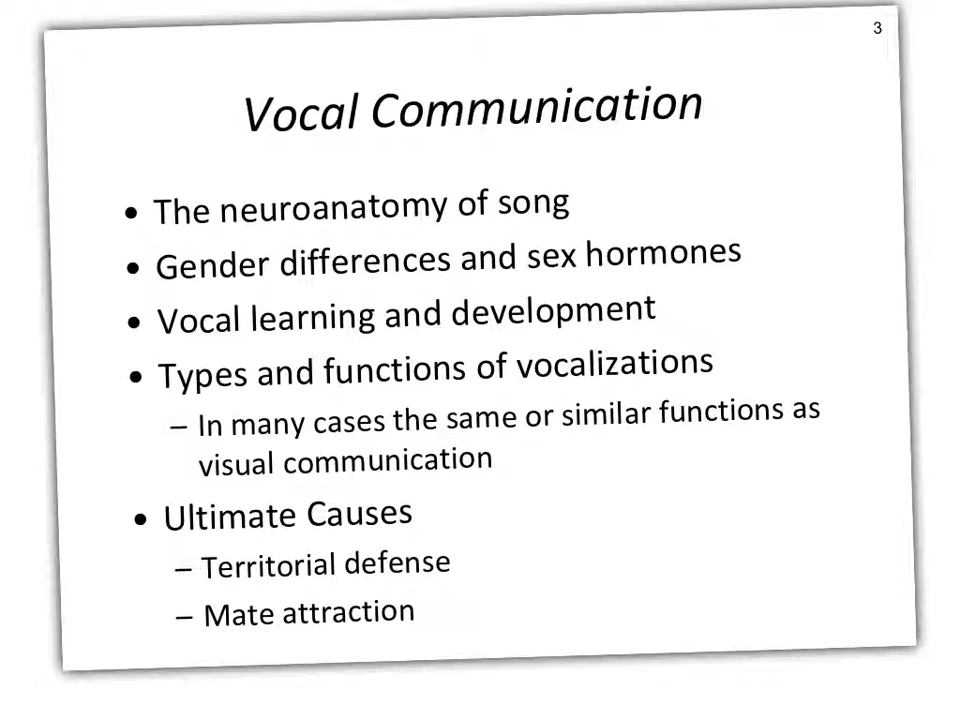 3
Vocal Communication
• The neuroanatomy of song
• Gender differences and sex hormones
• Vocal learning and development
• Types and functions of vocalizations
– In many cases the same or similar functions as
visual communication
• Ultimate Causes
– Territorial defense
– Mate attraction